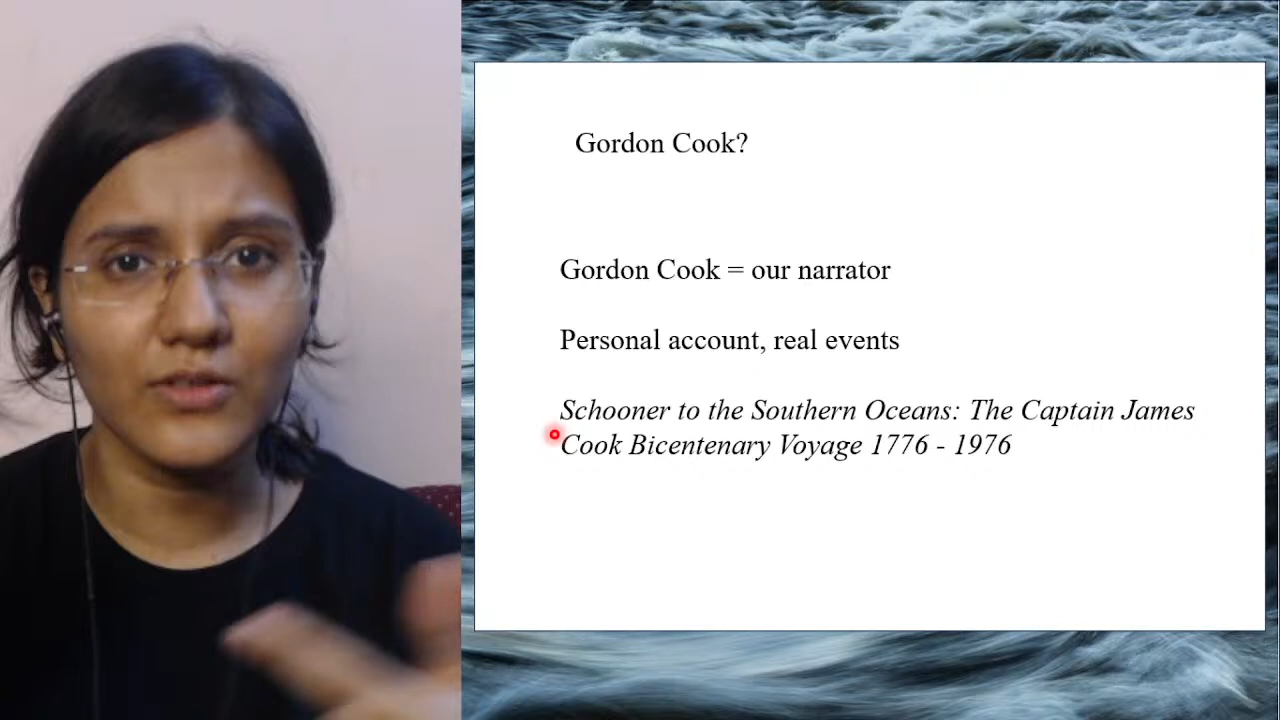 Gordon Cook?
Gordon Cook = our narrator
Personal account, real events
Schooner to the Southern Oceans: The Captain James
Cook Bicentenary Voyage 1776 - 1976